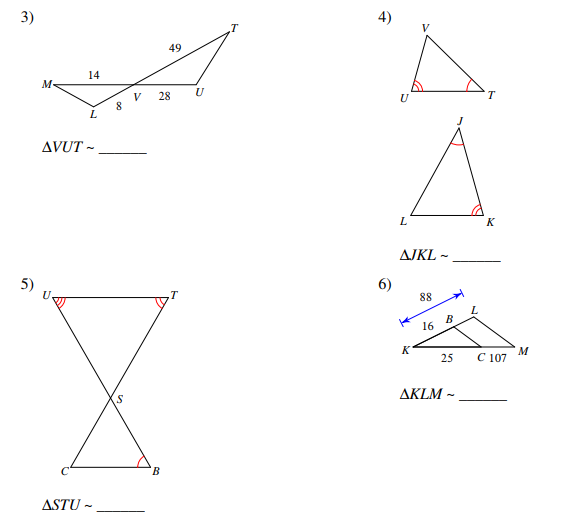 3)
T
49
14
M
V
28
U
8
L
ΔVUT ~ ______
4)
V
U
T
J
L
K
ΔJKL ~ ______
5)
U
T
S
C
B
ΔSTU ~ ______
6)
88
L
B
16
K
25
C
107
M
ΔKLM ~ ______